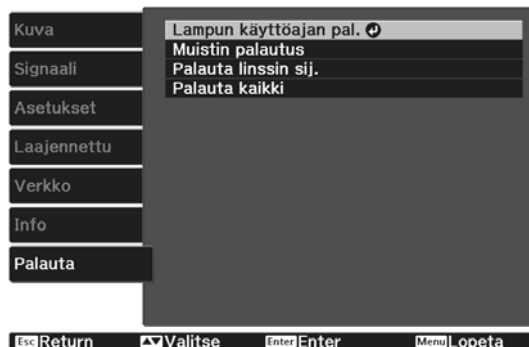 Kuva
Signaali
Asetukset
Laajennettu
Verkko
Info
Palauta
Lampun käyttöajan pal.
Muistin palautus
Palauta linssin sij.
Palauta kaikki
Esc Return Valitse Enter Enter Menu Lopeta